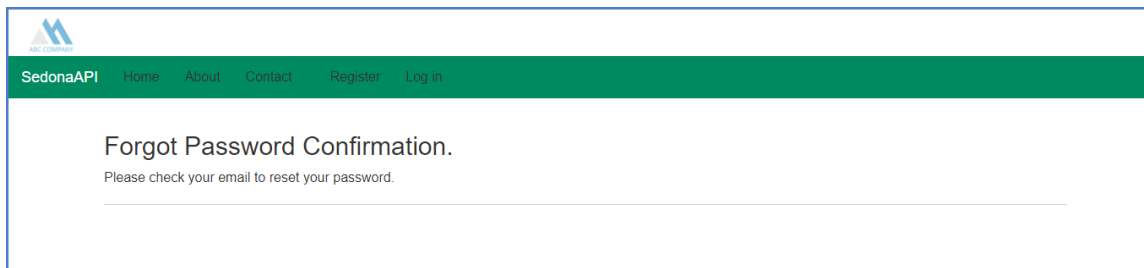 ABC COMPANY
SedonaAPI Home About Contact Register Log in
Forgot Password Confirmation.
Please check your email to reset your password.